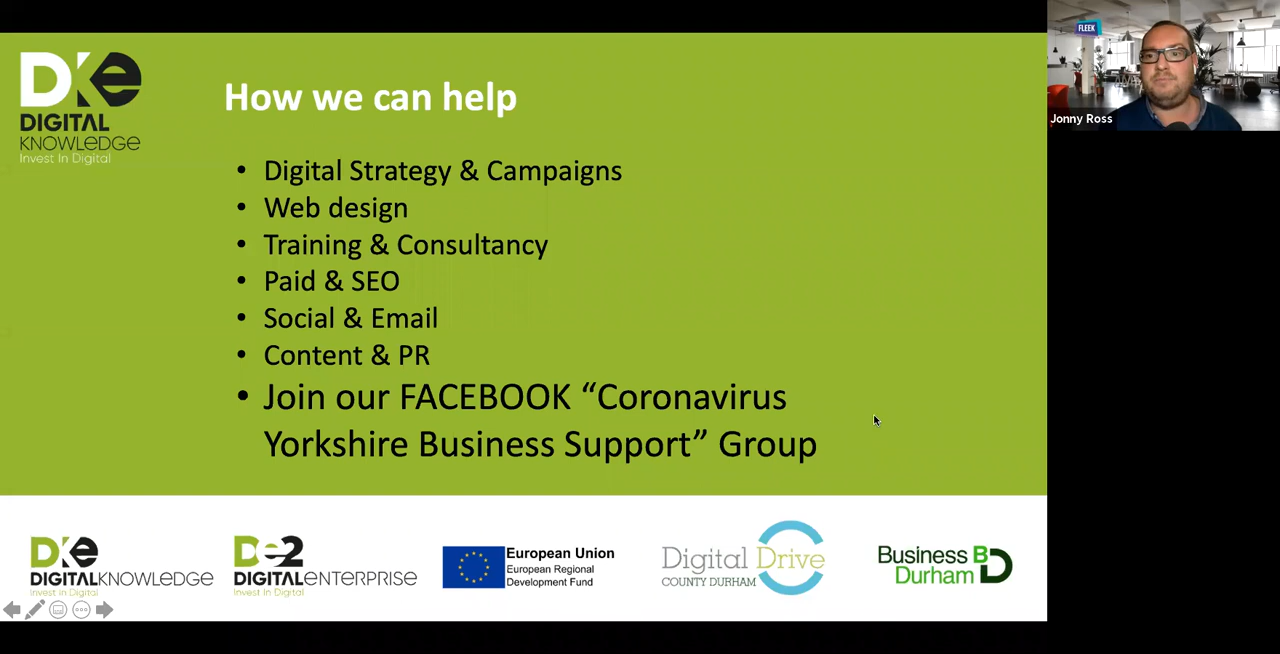 DKe
DIGITAL
KNOWLEDGE
Invest In Digital
How we can help
• Digital Strategy & Campaigns
• Web design
• Training & Consultancy
• Paid & SEO
• Social & Email
• Content & PR
• Join our FACEBOOK “Coronavirus
Yorkshire Business Support” Group
FLEEK
Jonny Ross
DKe
DIGITALKNOWLEDGE
Invest In Digital
De2
DIGITALENTERPRISE
Invest In Digital
European Union
European Regional
Development Fund
Digital Drive
COUNTY DURHAM
Business BD
Durham